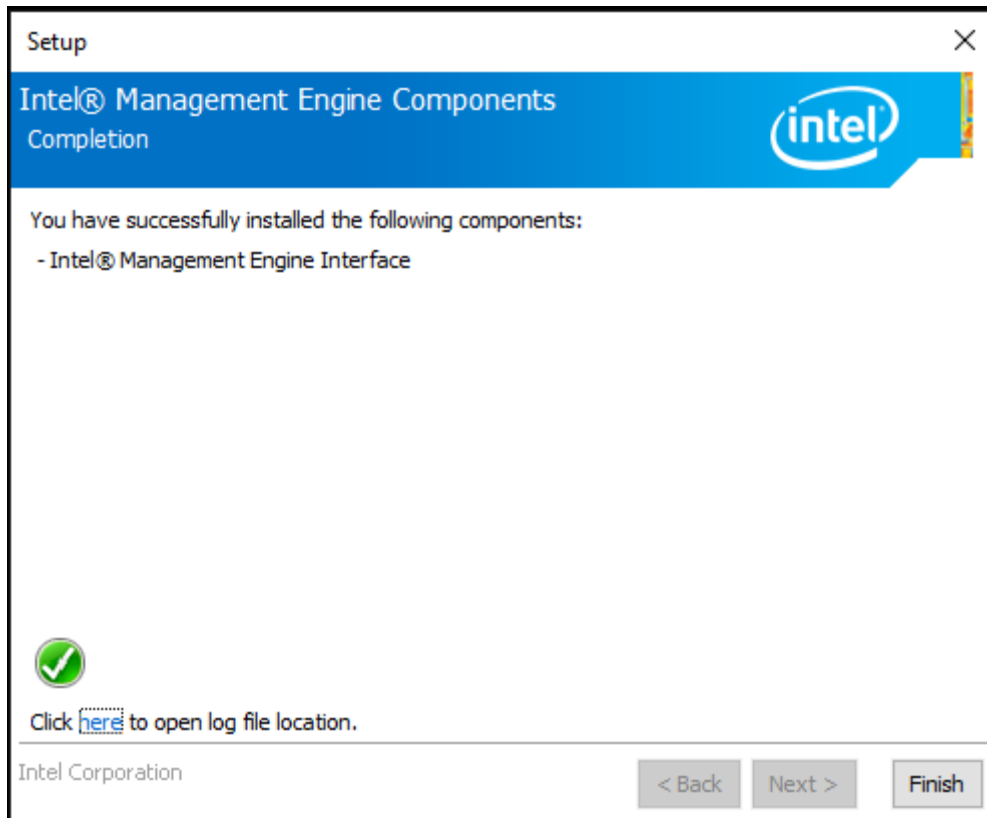 Setup
Intel® Management Engine Components
Completion
intel
You have successfully installed the following components:
- Intel® Management Engine Interface
Click here to open log file location.
Intel Corporation
< Back
Next >
Finish